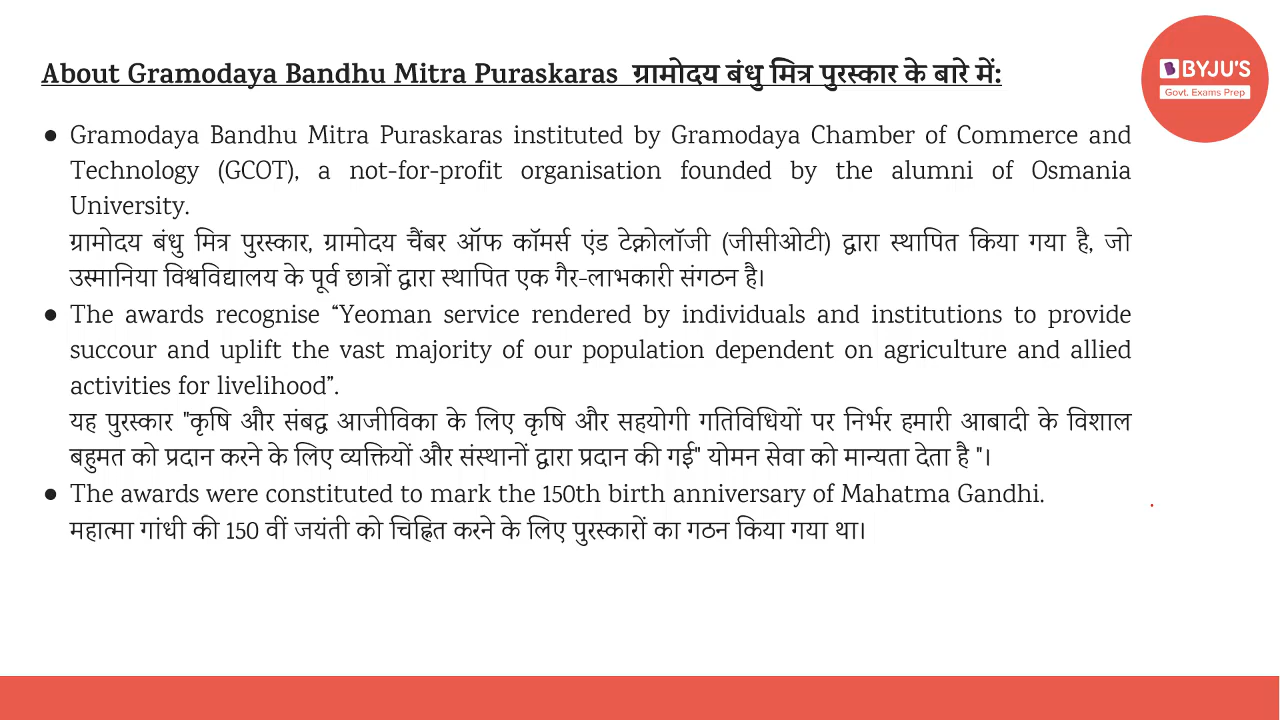 About Gramodaya Bandhu Mitra Puraskaras ग्रामोदय बंधु मित्र पुरस्कार के बारे में:
BYJU'S
Govt. Exams Prep
● Gramodaya Bandhu Mitra Puraskaras instituted by Gramodaya Chamber of Commerce and
Technology (GCOT), a not-for-profit organisation founded by the alumni of Osmania
University.
ग्रामोदय बंधु मित्र पुरस्कार, ग्रामोदय चैंबर ऑफ कॉमर्स एंड टेक्नोलॉजी (जीसीओटी) द्वारा स्थापित किया गया है, जो
उस्मानिया विश्वविद्यालय के पूर्व छात्रों द्वारा स्थापित एक गैर-लाभकारी संगठन है।
● The awards recognise “Yeoman service rendered by individuals and institutions to provide
succour and uplift the vast majority of our population dependent on agriculture and allied
activities for livelihood”.
यह पुरस्कार "कृषि और संबद्ध आजीविका के लिए कृषि और सहयोगी गतिविधियों पर निर्भर हमारी आबादी के विशाल
बहुमत को प्रदान करने के लिए व्यक्तियों और संस्थानों द्वारा प्रदान की गई" योमन सेवा को मान्यता देता है "।
● The awards were constituted to mark the 150th birth anniversary of Mahatma Gandhi.
महात्मा गांधी की 150 वीं जयंती को चिह्नित करने के लिए पुरस्कारों का गठन किया गया था।